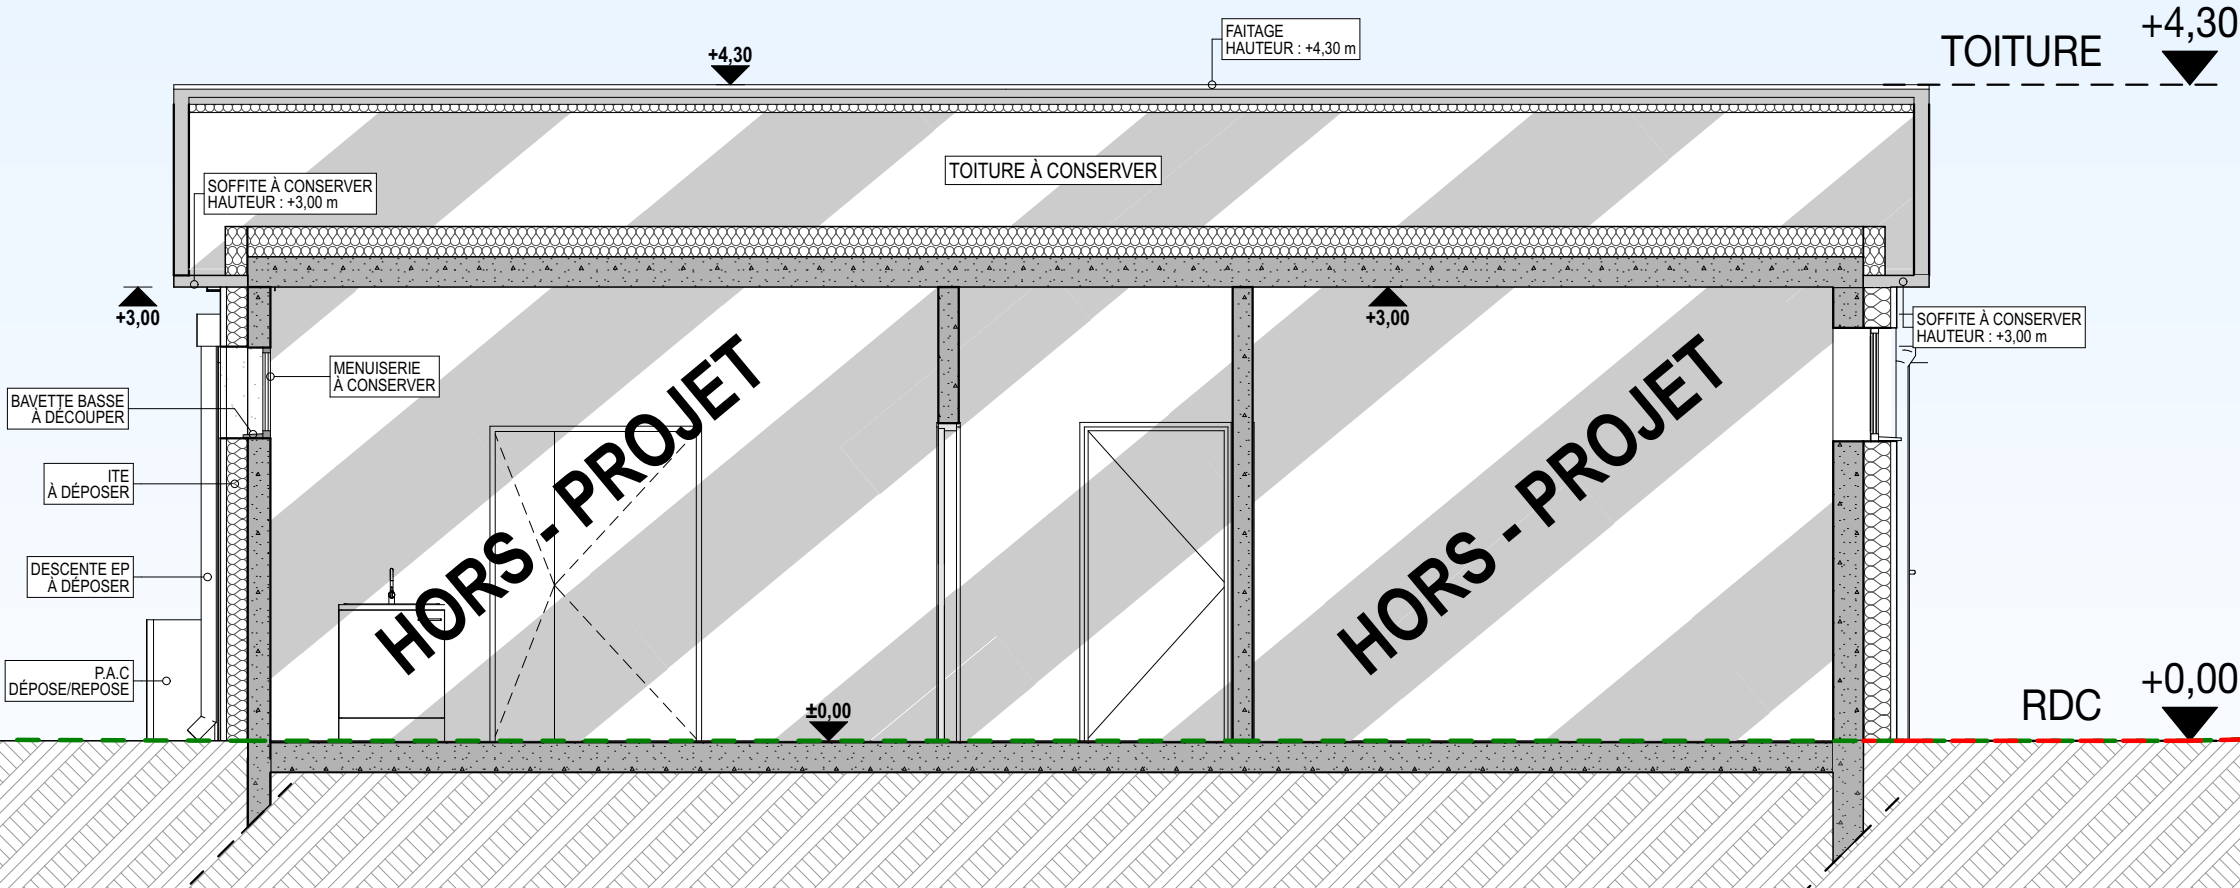 FAITAGE
HAUTEUR : +4,30 m
+4,30
TOITURE
+4,30
TOITURE À CONSERVER
SOFFITE À CONSERVER
HAUTEUR : +3,00 m
+3,00
+3,00
SOFFITE À CONSERVER
HAUTEUR : +3,00 m
MENUISERIE
À CONSERVER
BAVETTE BASSE
À DÉCOUPER
HORS - PROJET
HORS - PROJET
ITE
À DÉPOSER
DESCENTE EP
À DÉPOSER
P.A.C
DÉPOSE/REPOSE
±0,00
RDC
+0,00